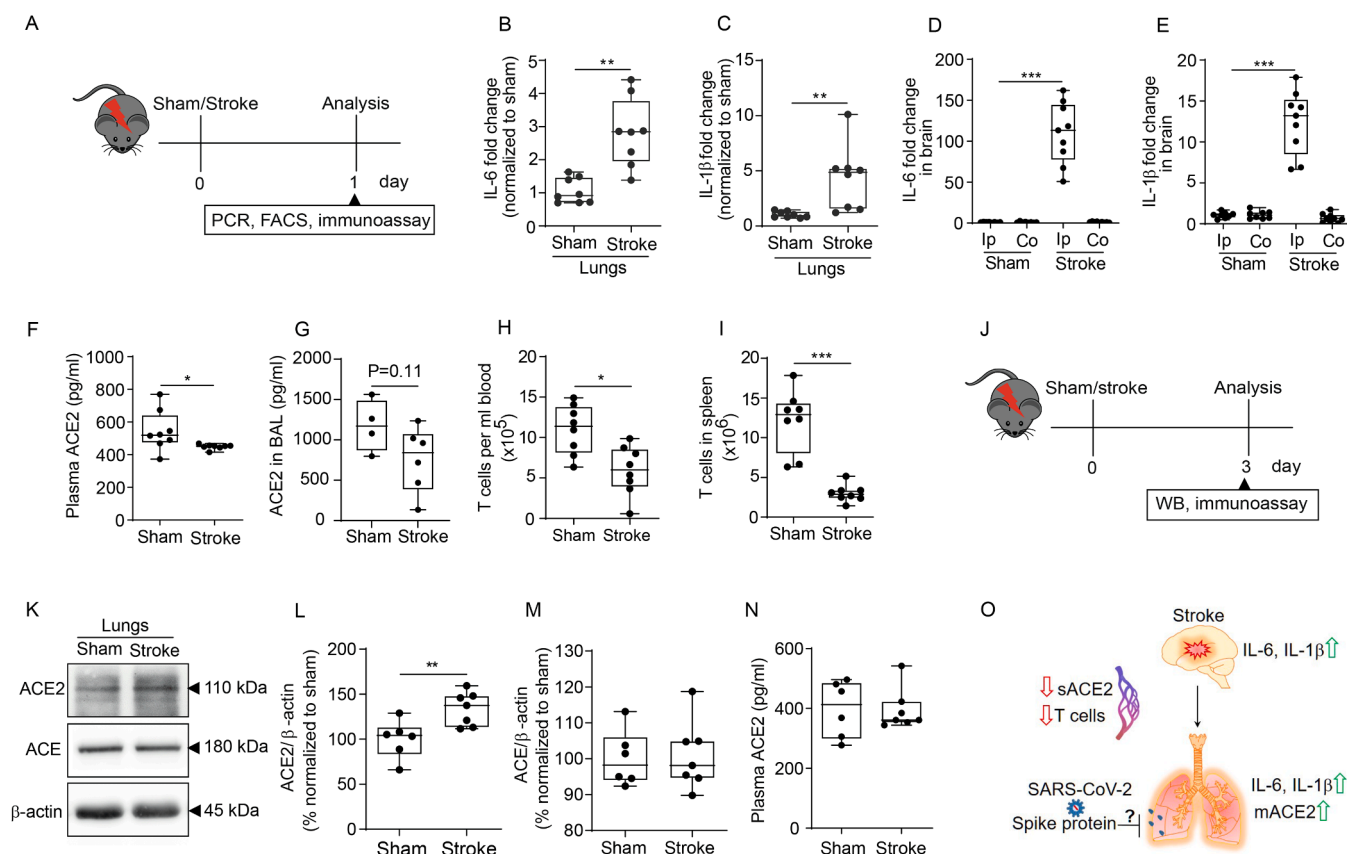 A
Sham/Stroke
Analysis
0
1
day
PCR, FACS, immunoassay
B
IL-6 fold change
(normalized to sham)
5
4
3
2
1
0
**
Sham
Stroke
Lungs
C
IL-1β fold change
(normalized to sham)
15
10
5
0
**
Sham
Stroke
Lungs
D
IL-6 fold change
in brain
200
150
100
50
0
***
Ip
Co
Ip
Co
Sham
Stroke
E
IL-1β fold change
in brain
20
15
10
5
0
***
Ip
Co
Ip
Co
Sham
Stroke
F
Plasma ACE2 (pg/ml)
1000
800
600
400
200
0
*
Sham
Stroke
G
ACE2 in BAL (pg/ml)
2000
1500
1000
500
0
P=0.11
Sham
Stroke
H
T cells per ml blood
(x10⁵)
20
15
10
5
0
*
Sham
Stroke
I
T cells in spleen
(x10⁶)
20
15
10
5
0
***
Sham
Stroke
J
Sham/stroke
Analysis
0
3
day
WB, immunoassay
K
Lungs
Sham Stroke
ACE2
110 kDa
ACE
180 kDa
β-actin
45 kDa
L
ACE2/β-actin
(% normalized to sham)
200
150
100
50
0
**
Sham
Stroke
M
ACE/β-actin
(% normalized to sham)
130
120
110
100
90
80
Sham
Stroke
N
Plasma ACE2 (pg/ml)
600
400
200
0
Sham
Stroke
O
Stroke
IL-6, IL-1β
sACE2
T cells
SARS-CoV-2
Spike protein
?
IL-6, IL-1β
mACE2